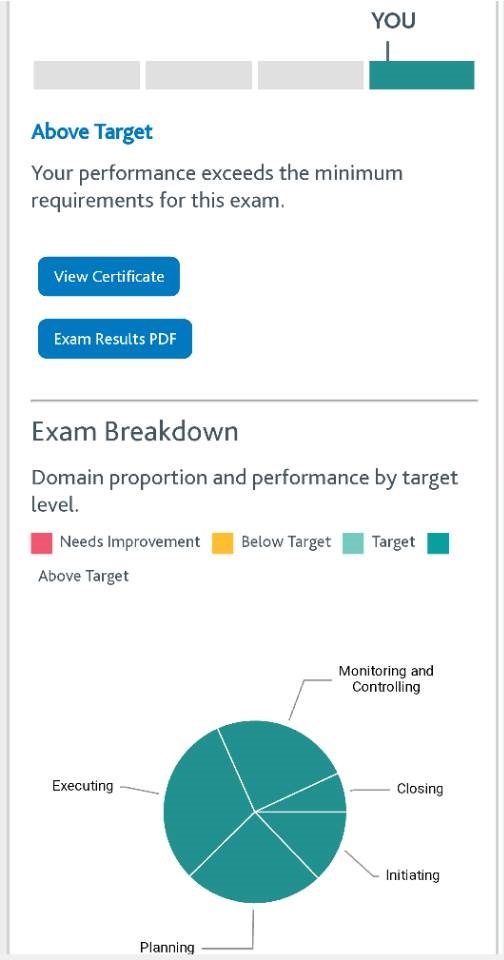 YOU
Above Target
Your performance exceeds the minimum
requirements for this exam.
View Certificate
Exam Results PDF
Exam Breakdown
Domain proportion and performance by target
level.
Needs Improvement Below Target Target
Above Target
Monitoring and
Controlling
Executing
Closing
Initiating
Planning